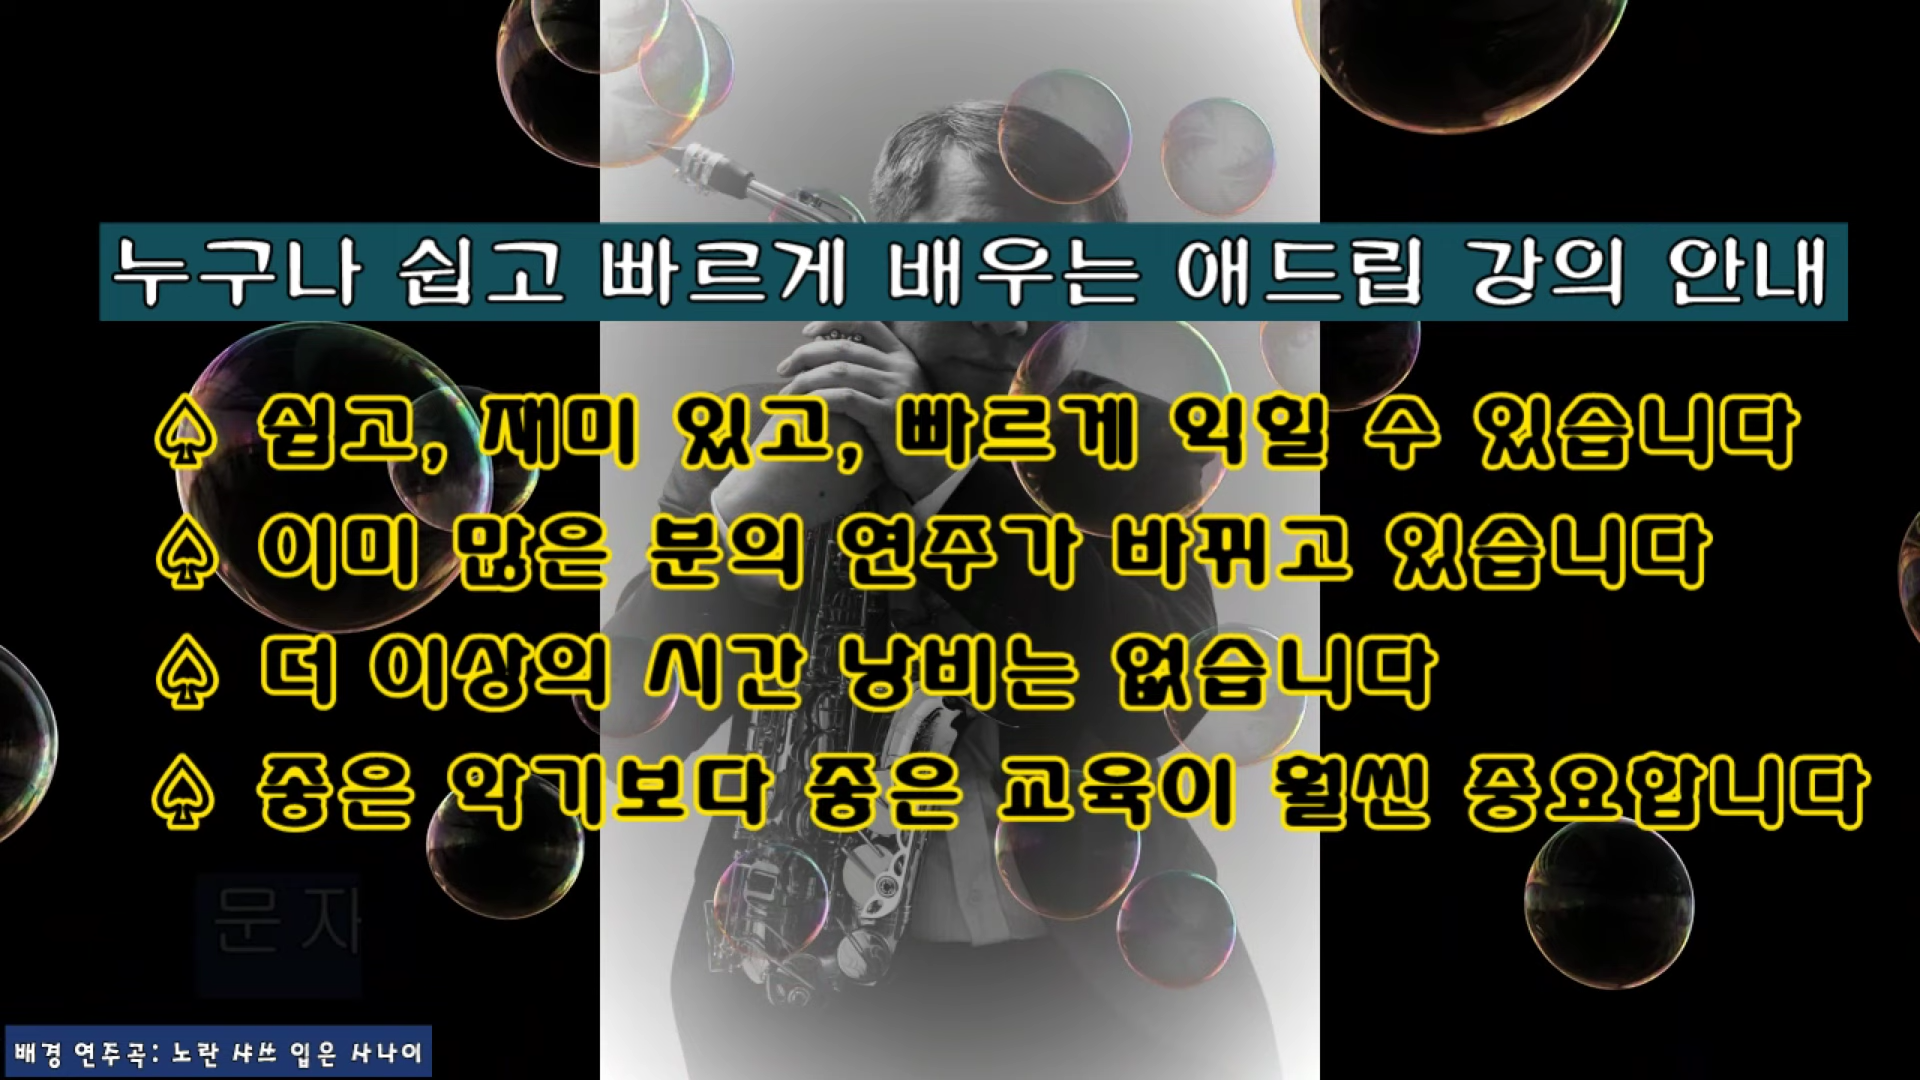 누구나 쉽고 빠르게 배우는 애드립 강의 안내
♤ 쉽고, 재미 있고, 빠르게 익힐 수 있습니다
♤ 이미 많은 분의 연주가 바뀌고 있습니다
♤ 더 이상의 시간 낭비는 없습니다
♤ 좋은 악기보다 좋은 교육이 훨씬 중요합니다
문자
배경 연주곡: 노란 샤쓰 입은 사나이